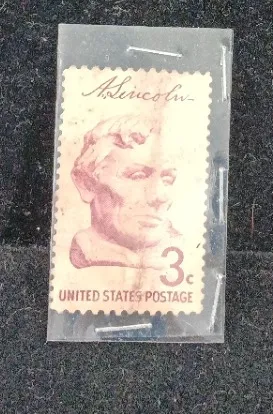 A. Lincoln
3c
UNITED STATES POSTAGE